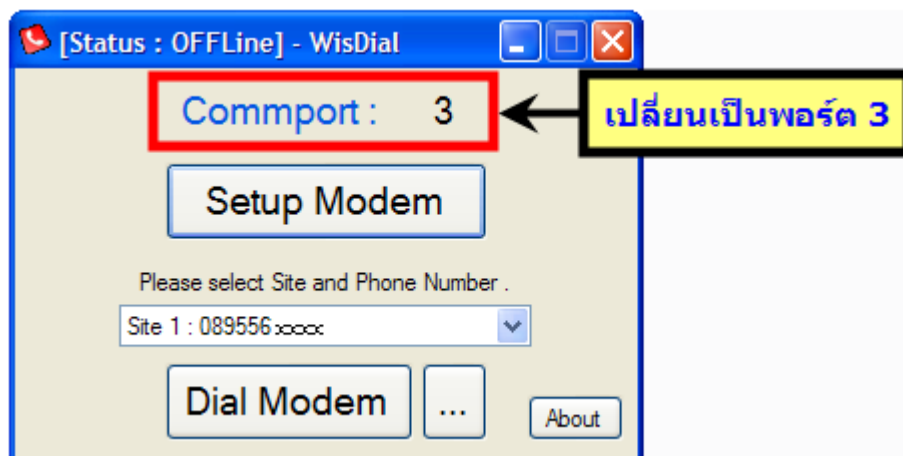 [Status : OFFLine] - WisDial
Commport : 3
เปลี่ยนเป็นพอร์ต 3
Setup Modem
Please select Site and Phone Number .
Site 1 : 089556xxxx
Dial Modem
...
About